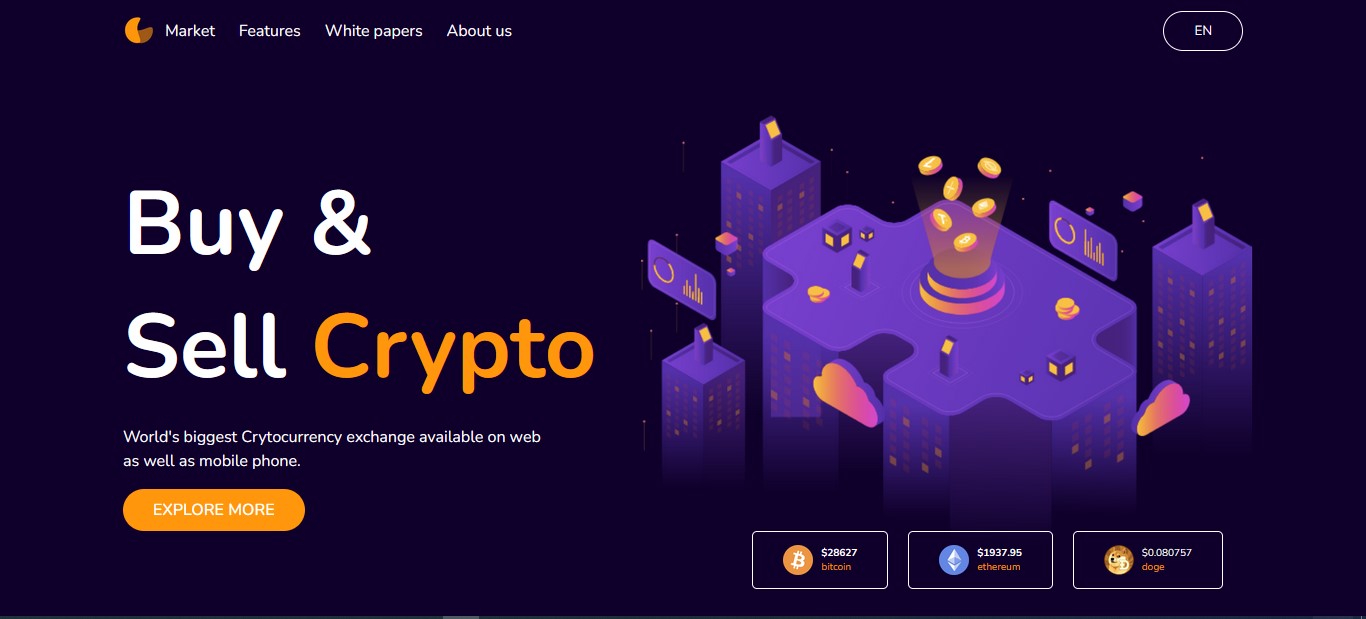 Market Features White papers About us EN
Buy &
Sell Crypto
World's biggest Crytocurrency exchange available on web
as well as mobile phone.
EXPLORE MORE
$28627
bitcoin
$1937.95
ethereum
$0.080757
doge